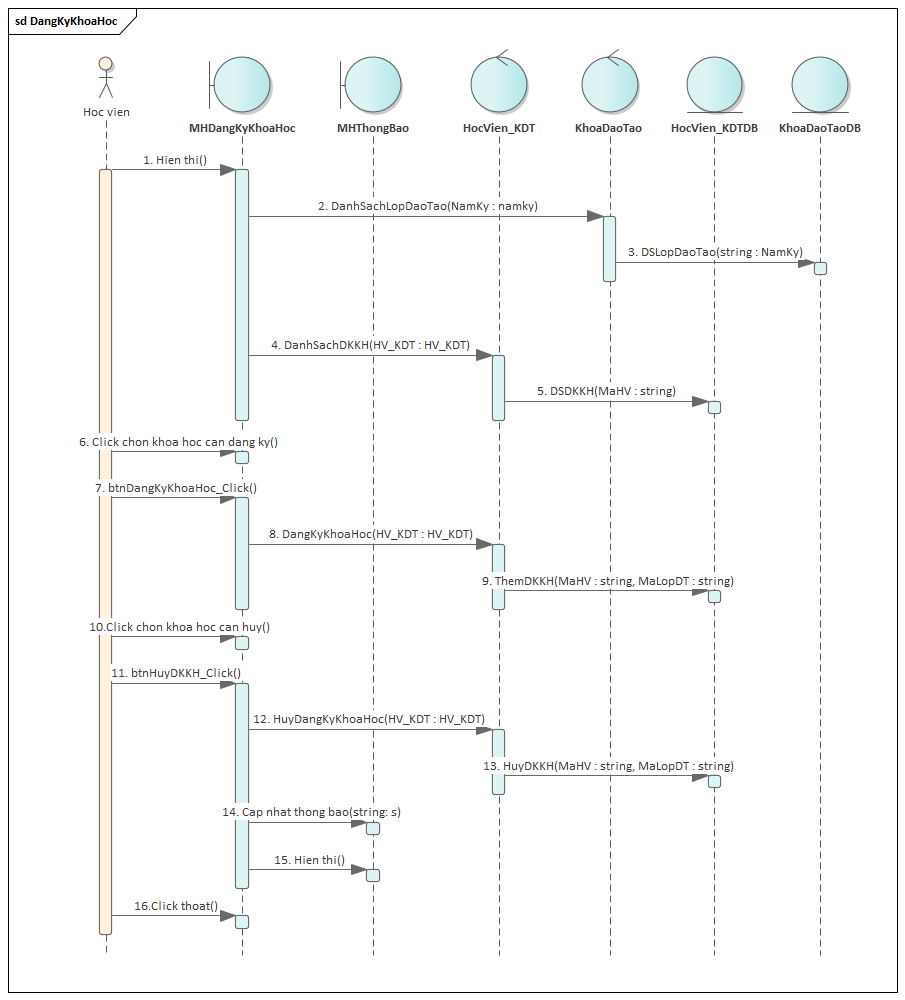 sd DangKyKhoaHoc
Hoc vien
MHDangKyKhoaHoc
MHThongBao
HocVien_KDT
KhoaDaoTao
HocVien_KDTDB
KhoaDaoTaoDB
1. Hien thi()
2. DanhSachLopDaoTao(NamKy : namky)
3. DSLopDaoTao(string : NamKy)
4. DanhSachDKKH(HV_KDT : HV_KDT)
5. DSDKKH(MaHV : string)
6. Click chon khoa hoc can dang ky()
7. btnDangKyKhoaHoc_Click()
8. DangKyKhoaHoc(HV_KDT : HV_KDT)
9. ThemDKKH(MaHV : string, MaLopDT : string)
10.Click chon khoa hoc can huy()
11. btnHuyDKKH_Click()
12. HuyDangKyKhoaHoc(HV_KDT : HV_KDT)
13. HuyDKKH(MaHV : string, MaLopDT : string)
14. Cap nhat thong bao(string: s)
15. Hien thi()
16.Click thoat()